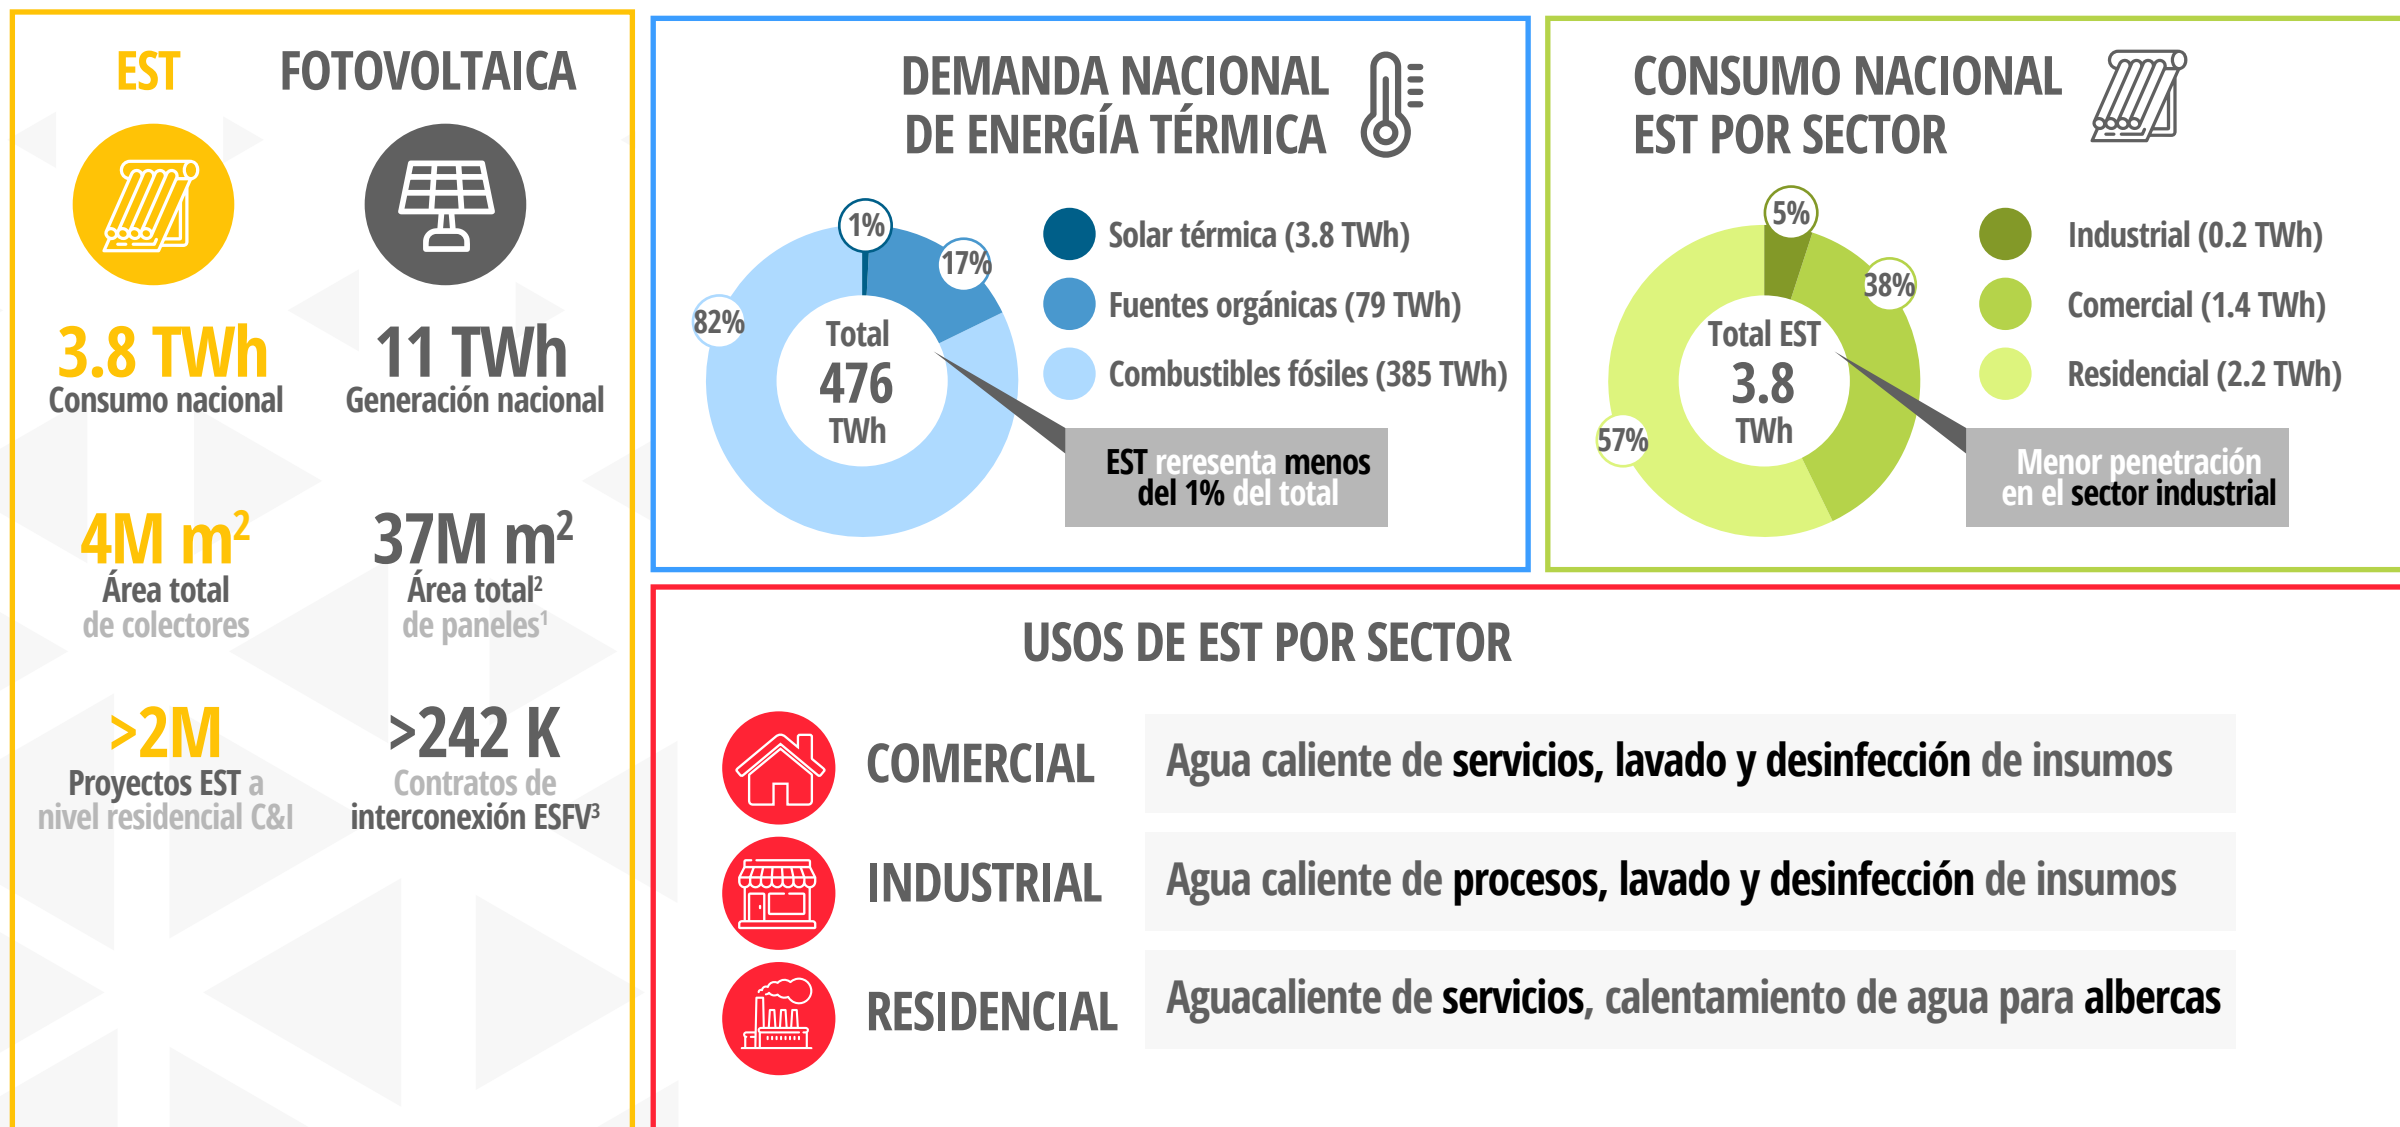 EST
FOTOVOLTAICA
3.8 TWh
Consumo nacional
11 TWh
Generación nacional
4M m²
Área total
de colectores
37M m²
Área total²
de paneles¹
>2M
Proyectos EST a
nivel residencial C&I
>242 K
Contratos de
interconexión ESFV³
DEMANDA NACIONAL
DE ENERGÍA TÉRMICA
1%
17%
82%
Total
476
TWh
Solar térmica (3.8 TWh)
Fuentes orgánicas (79 TWh)
Combustibles fósiles (385 TWh)
EST reresenta menos
del 1% del total
CONSUMO NACIONAL
EST POR SECTOR
5%
38%
57%
Total EST
3.8
TWh
Industrial (0.2 TWh)
Comercial (1.4 TWh)
Residencial (2.2 TWh)
Menor penetración
en el sector industrial
USOS DE EST POR SECTOR
COMERCIAL
Agua caliente de servicios, lavado y desinfección de insumos
INDUSTRIAL
Agua caliente de procesos, lavado y desinfección de insumos
RESIDENCIAL
Aguacaliente de servicios, calentamiento de agua para albercas